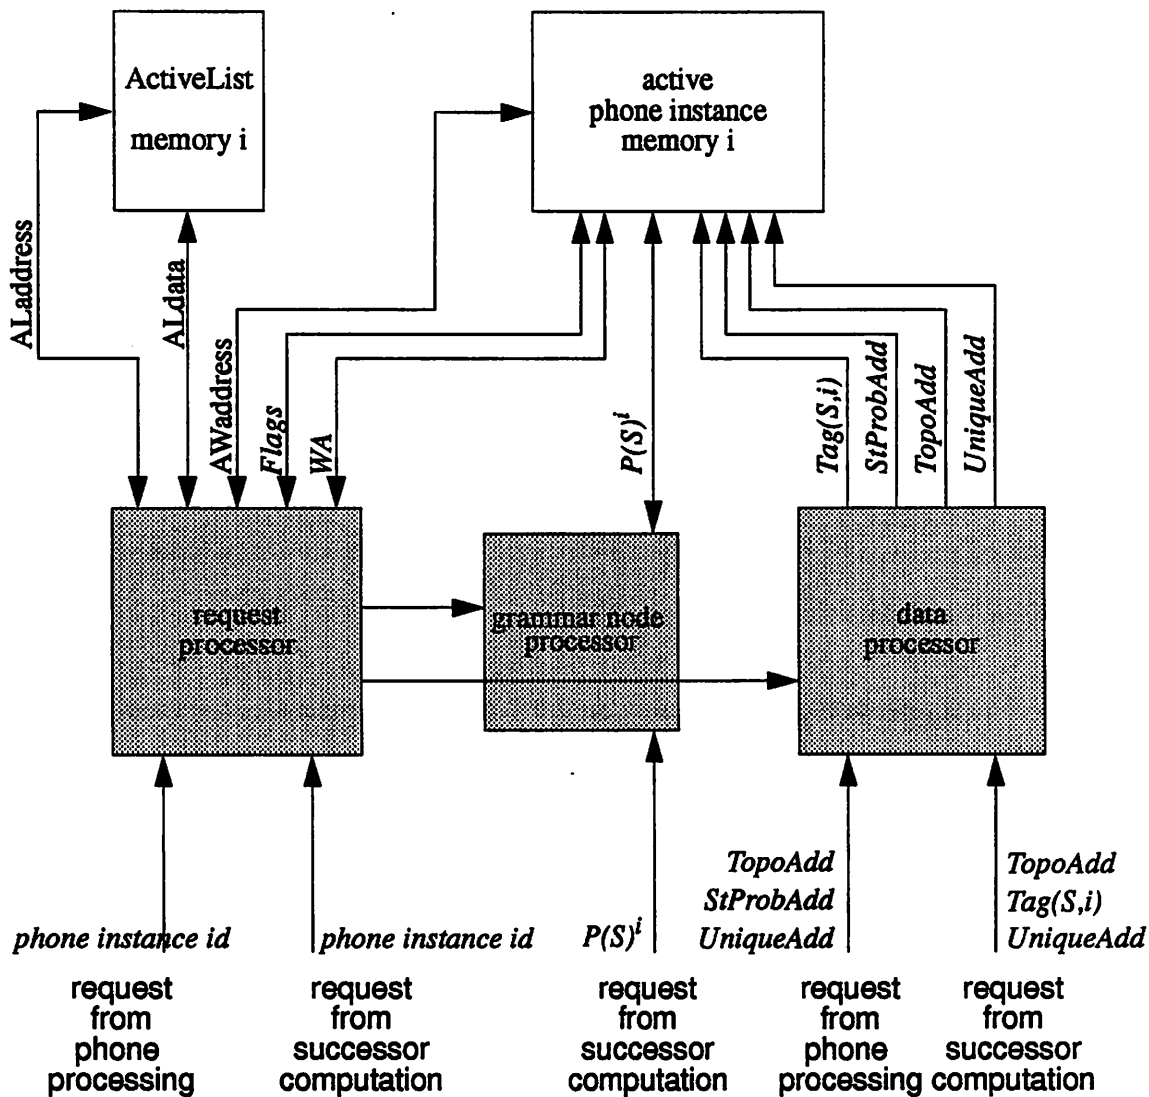 ActiveList
memory i
active
phone instance
memory i
ALaddress
ALdata
AWaddress
Flags
WA
P(S)^i
Tag(S,i)
StProbAdd
TopoAdd
UniqueAdd
request
processor
grammar node
processor
data
processor
phone instance id
phone instance id
P(S)^i
TopoAdd
StProbAdd
UniqueAdd
TopoAdd
Tag(S,i)
UniqueAdd
request
from
phone
processing
request
from
successor
computation
request
from
successor
computation
request
from
phone
processing
request
from
successor
computation